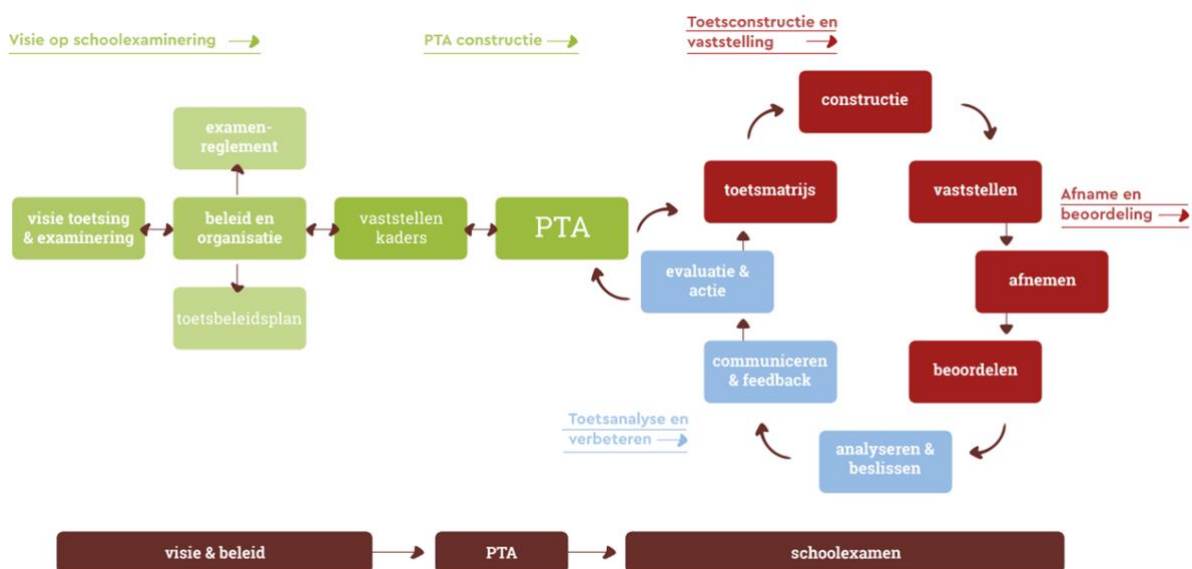 Visie op schoolexaminering
PTA constructie
Toetsconstructie en
vaststelling
constructie
examen-
reglement
toetsmatrijs
vaststellen
Afname en
beoordeling
visie toetsing
& examinering
beleid en
organisatie
vaststellen
kaders
PTA
evaluatie &
actie
afnemen
toetsbeleidsplan
communiceren
& feedback
beoordelen
Toetsanalyse en
verbeteren
analyseren &
beslissen
visie & beleid
PTA
schoolexamen